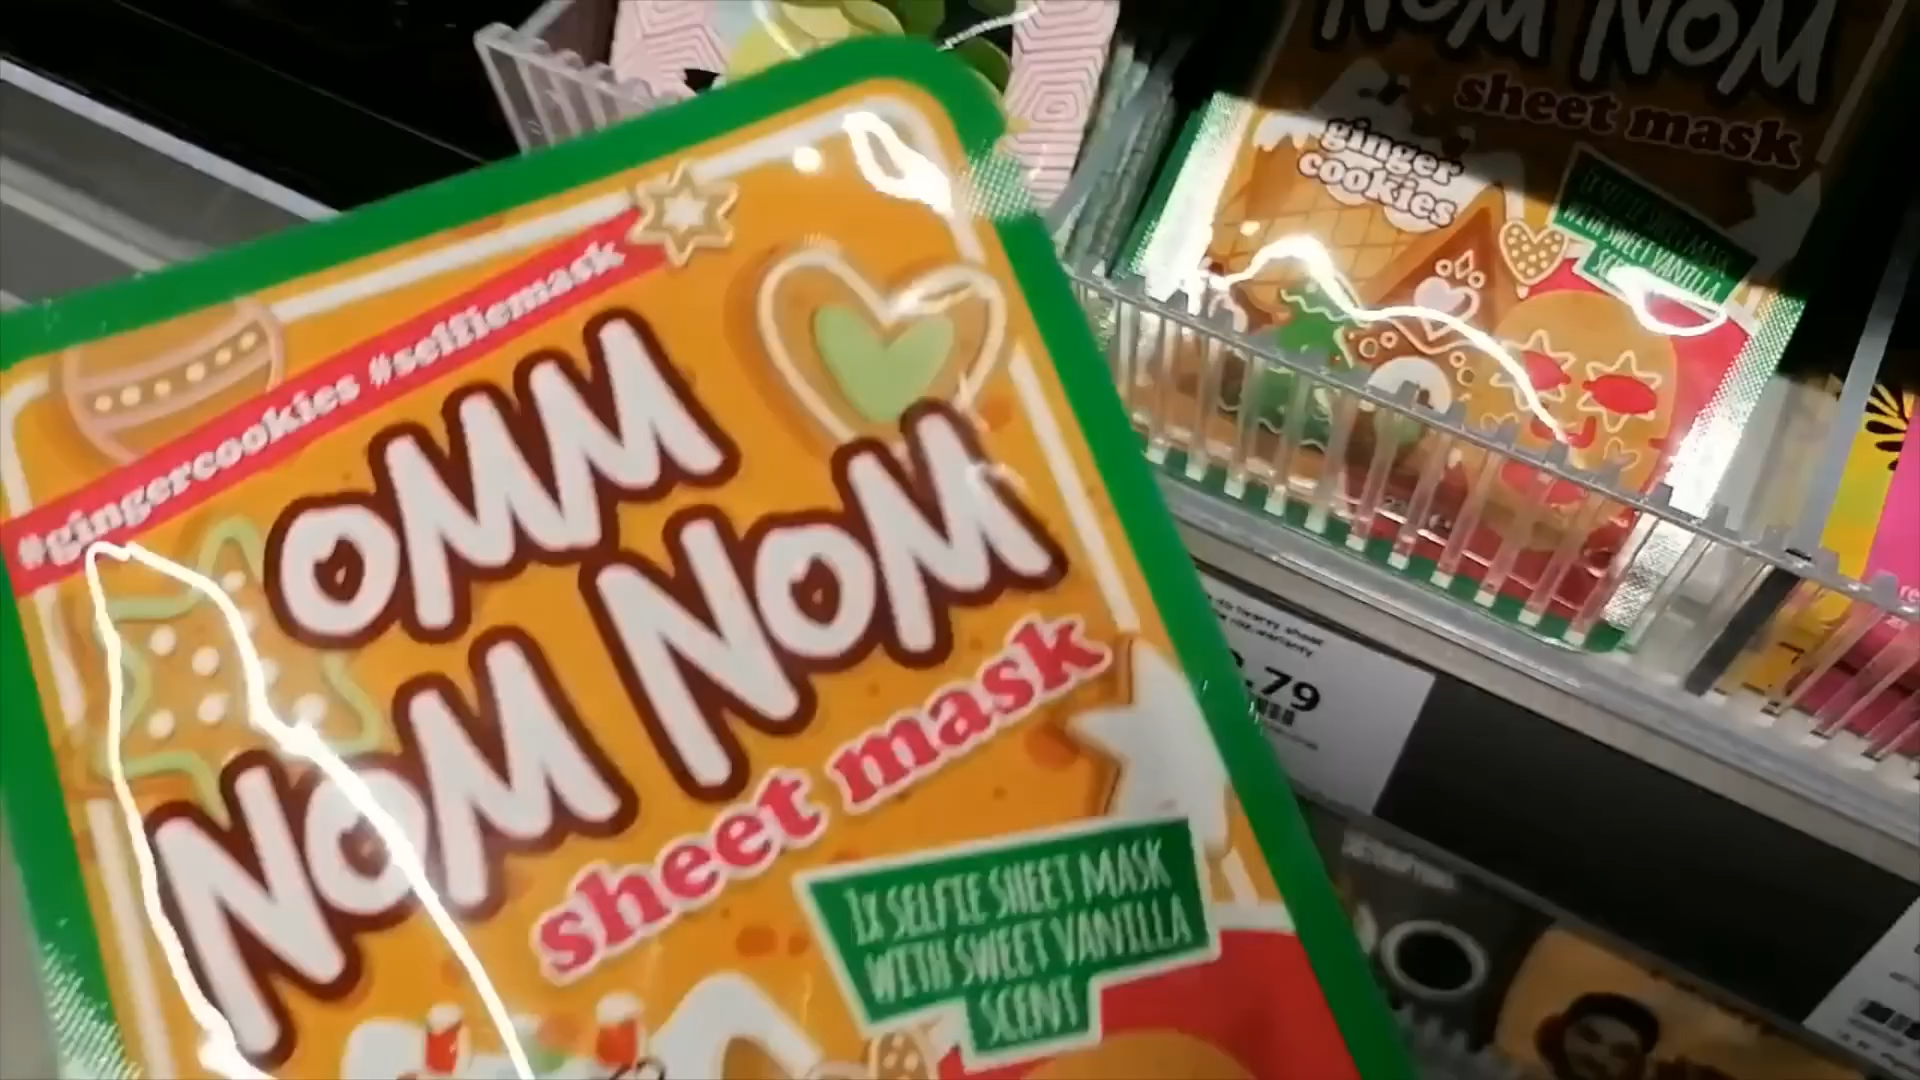 #gingercookies #selfiemask
OMM
NOM NOM
sheet mask
1X SELFIE SHEET MASK
WITH SWEET VANILLA
SCENT
NOM NOM
sheet mask
ginger
cookies
1X SELFIE SHEET MASK
WITH SWEET VANILLA
SCENT
.79